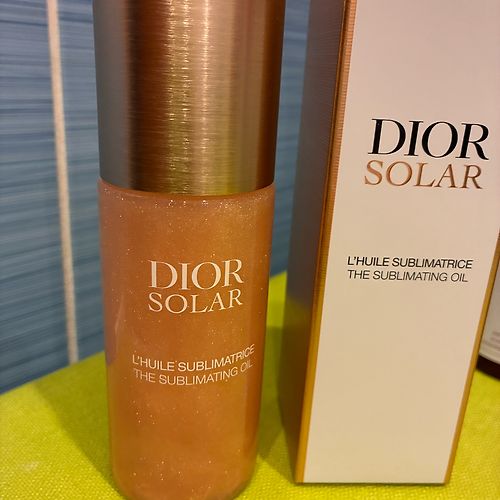 DIOR
SOLAR
L'HUILE SUBLIMATRICE
THE SUBLIMATING OIL
DIOR
SOLAR
L'HUILE SUBLIMATRICE
THE SUBLIMATING OIL